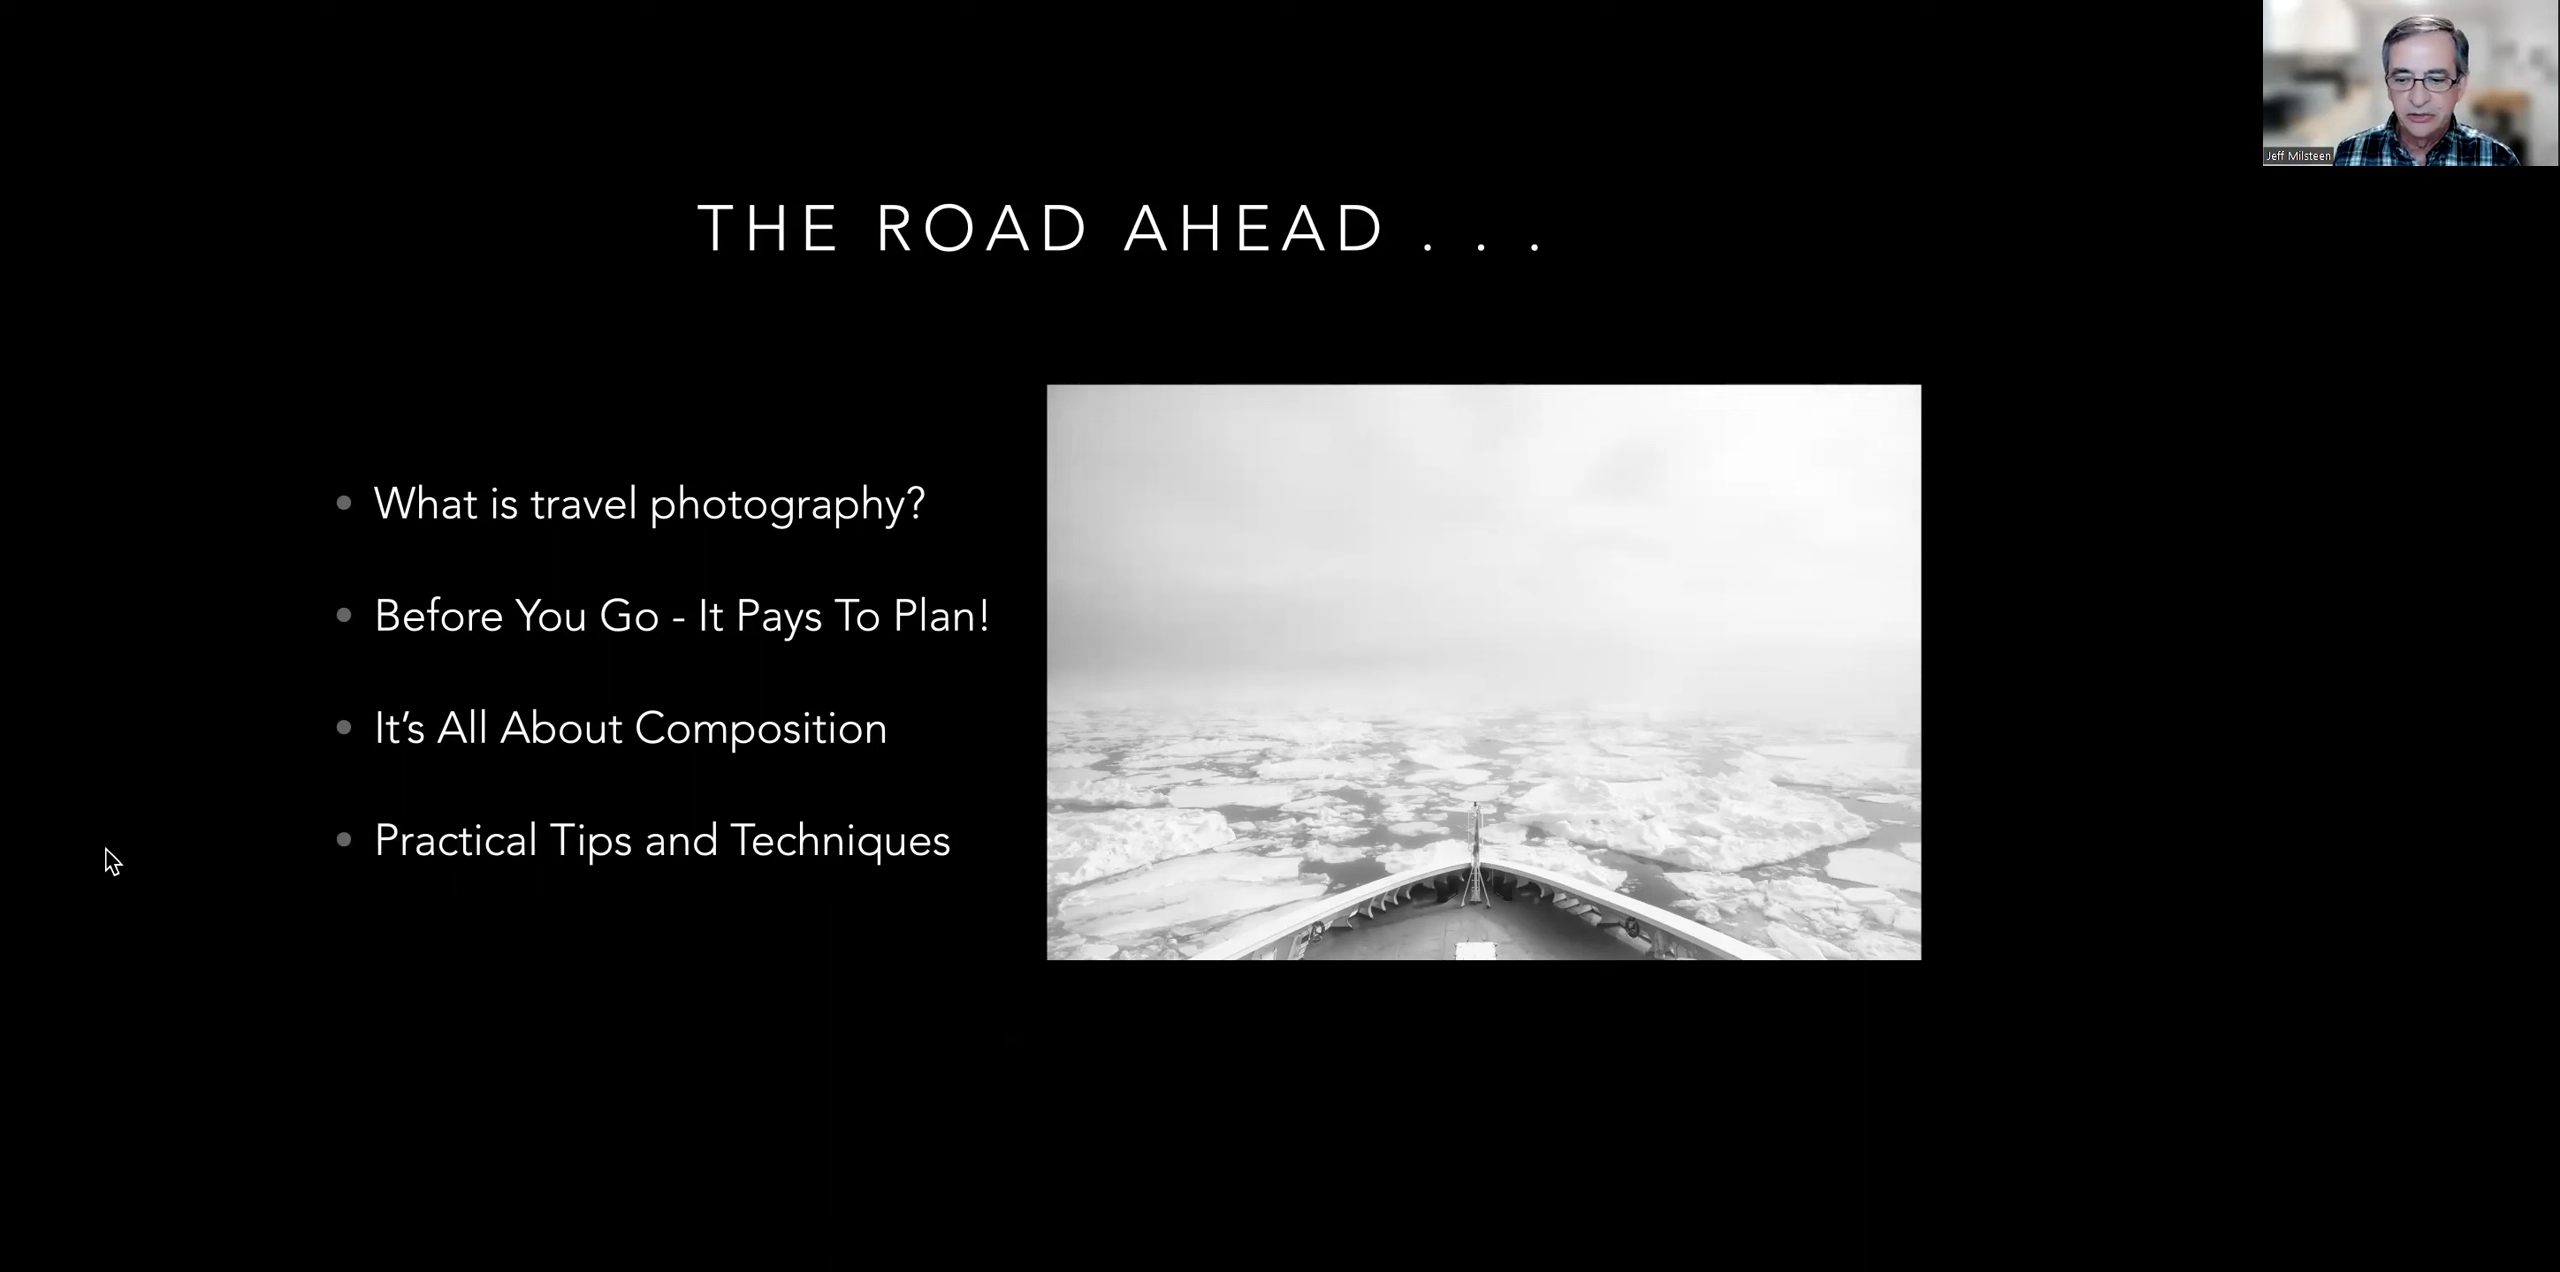 Jeff Milsteen
THE ROAD AHEAD . . .
What is travel photography?
Before You Go - It Pays To Plan!
It’s All About Composition
Practical Tips and Techniques